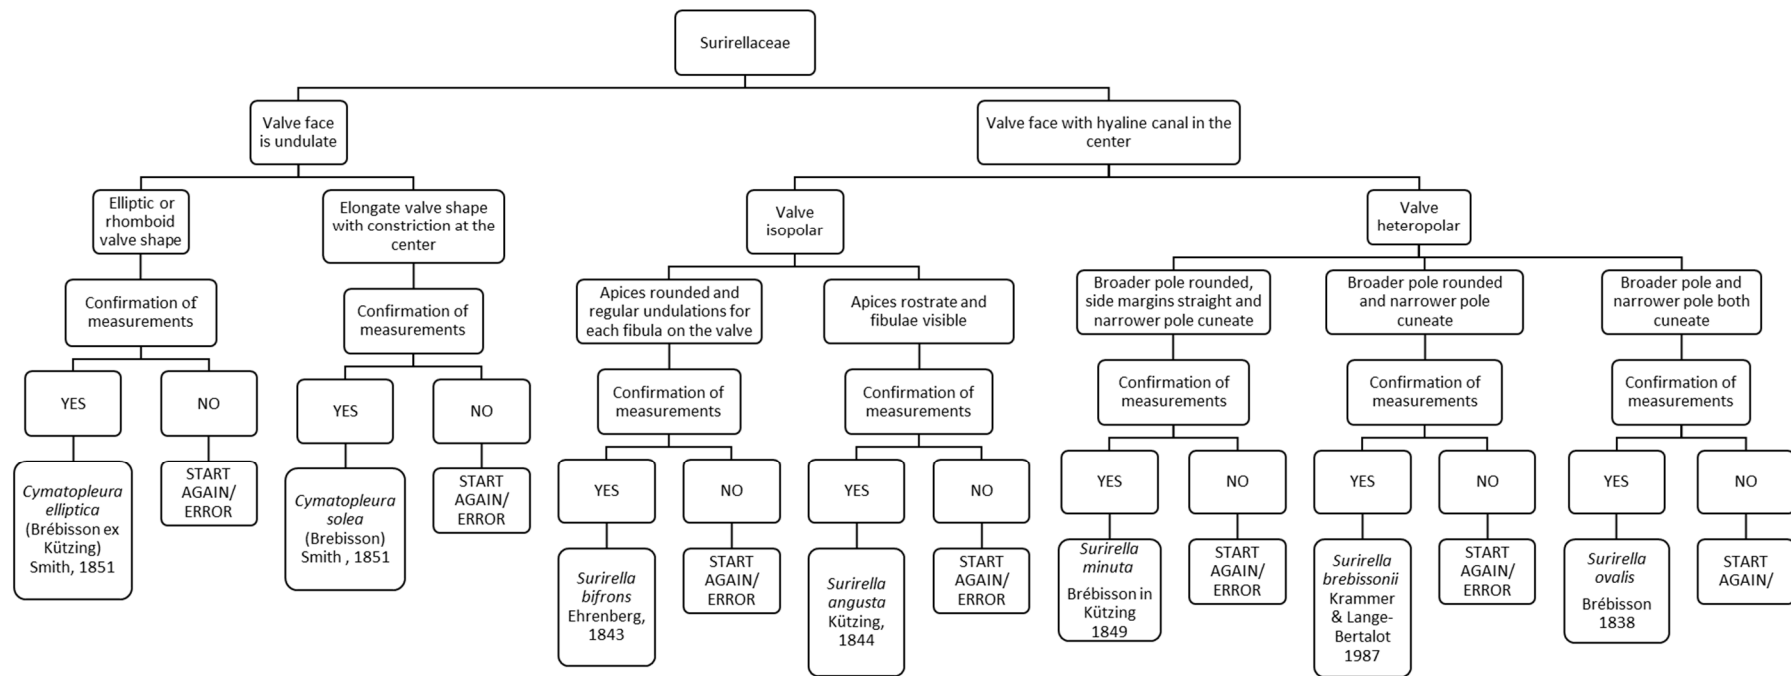 Surirellaceae
Valve face
is undulate
Valve face with hyaline canal in the
center
Elliptic or
rhomboid
valve shape
Elongate valve shape
with constriction at the
center
Valve
isopolar
Valve
heteropolar
Confirmation of
measurements
Confirmation of
measurements
Apices rounded and
regular undulations for
each fibula on the valve
Apices rostrate and
fibulae visible
Broader pole rounded,
side margins straight and
narrower pole cuneate
Broader pole rounded
and narrower pole
cuneate
Broader pole and
narrower pole both
cuneate
Confirmation of
measurements
Confirmation of
measurements
Confirmation of
measurements
Confirmation of
measurements
Confirmation of
measurements
YES
NO
YES
NO
YES
NO
YES
NO
YES
NO
YES
NO
YES
NO
Cymatopleura
elliptica
(Brébisson ex
Kützing)
Smith, 1851
START
AGAIN/
ERROR
Cymatopleura
solea
(Brebisson)
Smith , 1851
START
AGAIN/
ERROR
Surirella
bifrons
Ehrenberg,
1843
START
AGAIN/
ERROR
Surirella
angusta
Kützing,
1844
START
AGAIN/
ERROR
Surirella
minuta
Brébisson in
Kützing
1849
START
AGAIN/
ERROR
Surirella
brebissonii
Krammer
& Lange-
Bertalot
1987
START
AGAIN/
ERROR
Surirella
ovalis
Brébisson
1838
START
AGAIN/